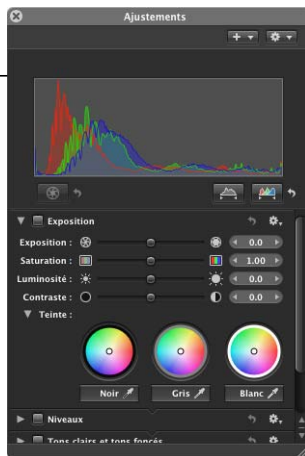 Ajustements
Exposition
Exposition : 0.0
Saturation : 1.00
Luminosité : 0.0
Contraste : 0.0
Teinte :
Noir Gris Blanc
Niveaux
Tons clairs et tons foncés